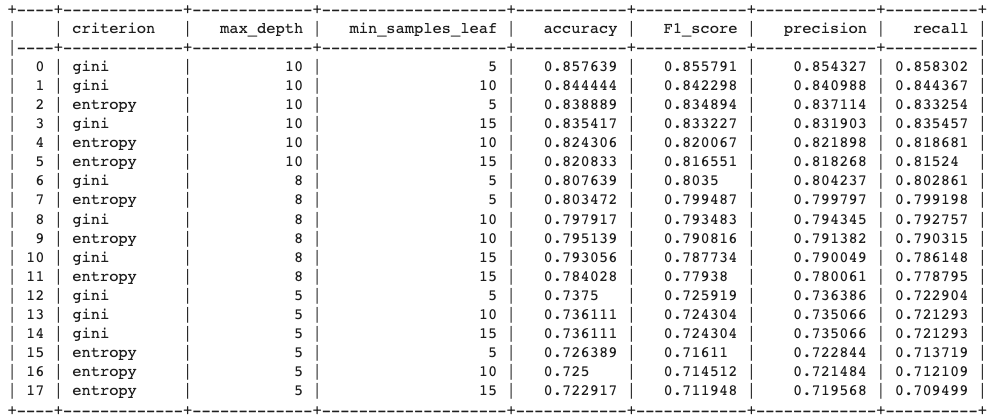 +----+-------------+-------------+--------------------+------------+------------+-------------+----------+
|    | criterion   |   max_depth |   min_samples_leaf |   accuracy |   F1_score |   precision |   recall |
|----+-------------+-------------+--------------------+------------+------------+-------------+----------|
|  0 | gini        |          10 |                  5 |   0.857639 |   0.855791 |    0.854327 | 0.858302 |
|  1 | gini        |          10 |                 10 |   0.844444 |   0.842298 |    0.840988 | 0.844367 |
|  2 | entropy     |          10 |                  5 |   0.838889 |   0.834894 |    0.837114 | 0.833254 |
|  3 | gini        |          10 |                 15 |   0.835417 |   0.833227 |    0.831903 | 0.835457 |
|  4 | entropy     |          10 |                 10 |   0.824306 |   0.820067 |    0.821898 | 0.818681 |
|  5 | entropy     |          10 |                 15 |   0.820833 |   0.816551 |    0.818268 | 0.81524  |
|  6 | gini        |           8 |                  5 |   0.807639 |   0.8035   |    0.804237 | 0.802861 |
|  7 | entropy     |           8 |                  5 |   0.803472 |   0.799487 |    0.799797 | 0.799198 |
|  8 | gini        |           8 |                 10 |   0.797917 |   0.793483 |    0.794345 | 0.792757 |
|  9 | entropy     |           8 |                 10 |   0.795139 |   0.790816 |    0.791382 | 0.790315 |
| 10 | gini        |           8 |                 15 |   0.793056 |   0.787734 |    0.790049 | 0.786148 |
| 11 | entropy     |           8 |                 15 |   0.784028 |   0.77938  |    0.780061 | 0.778795 |
| 12 | gini        |           5 |                  5 |   0.7375   |   0.725919 |    0.736386 | 0.722904 |
| 13 | gini        |           5 |                 10 |   0.736111 |   0.724304 |    0.735066 | 0.721293 |
| 14 | gini        |           5 |                 15 |   0.736111 |   0.724304 |    0.735066 | 0.721293 |
| 15 | entropy     |           5 |                  5 |   0.726389 |   0.71611  |    0.722844 | 0.713719 |
| 16 | entropy     |           5 |                 10 |   0.725    |   0.714512 |    0.721484 | 0.712109 |
| 17 | entropy     |           5 |                 15 |   0.722917 |   0.711948 |    0.719568 | 0.709499 |
+----+-------------+-------------+--------------------+------------+------------+-------------+----------+